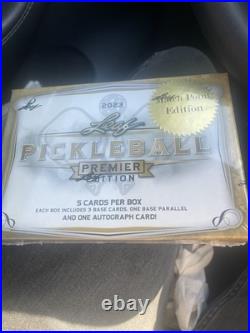 Leaf
2023
Match Point
Edition
Leaf
PICKLEBALL
PREMIER
EDITION
5 CARDS PER BOX
EACH BOX INCLUDES 3 BASE CARDS, ONE BASE PARALLEL
AND ONE AUTOGRAPH CARD!